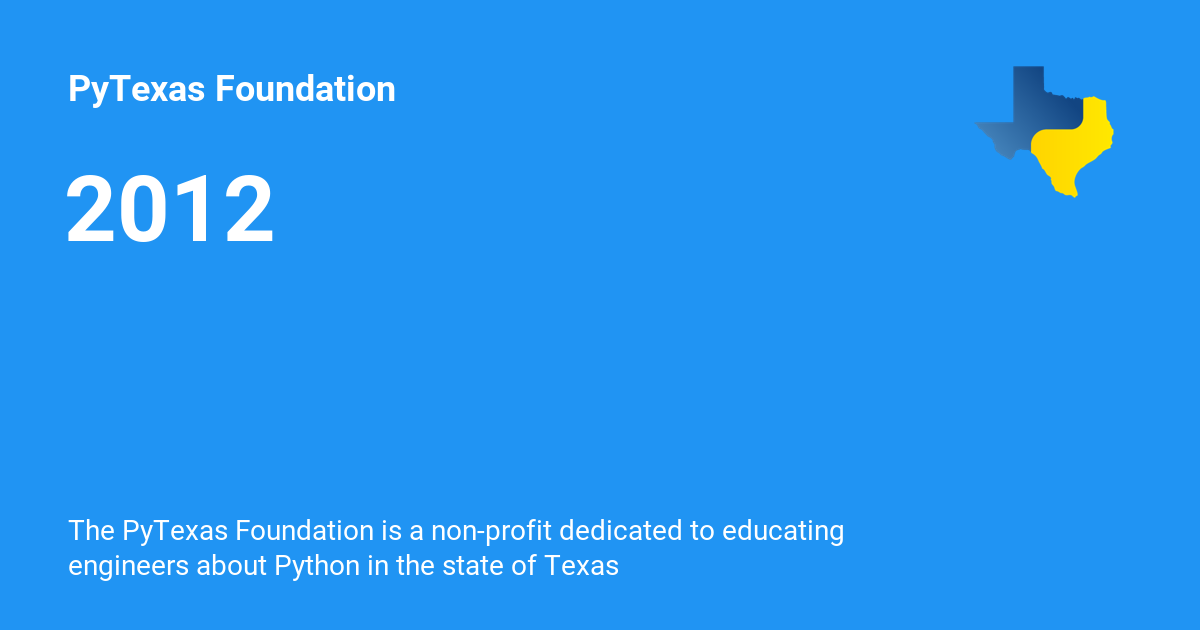 PyTexas Foundation
2012
The PyTexas Foundation is a non-profit dedicated to educating
engineers about Python in the state of Texas